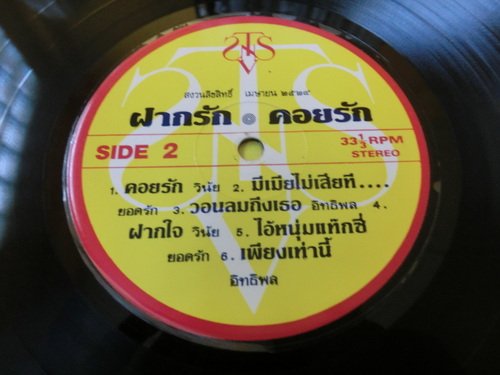 สงวนลิขสิทธิ์ เมษายน ๒๕๒๙
ฝากรัก • คอยรัก
SIDE 2
33 1/3 RPM
STEREO
1. คอยรัก วินัย 2. มีเมียไม่เสียที....
ยอดรัก 3. วอนลมถึงเธอ อิทธิพล 4.
ฝากใจ วินัย 5. ไอ้หนุ่มแท๊กซี่
ยอดรัก 6. เพียงเท่านี้
อิทธิพล